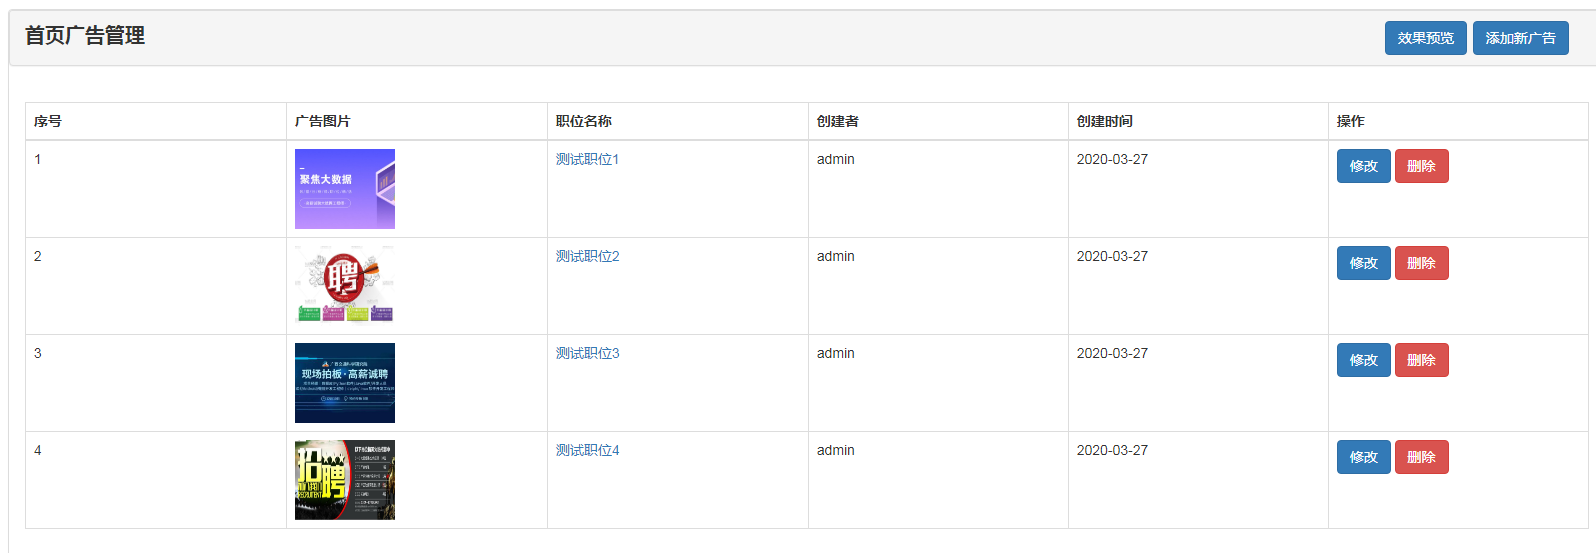 首页广告管理
效果预览 添加新广告
序号 广告图片 职位名称 创建者 创建时间 操作
1 测试职位1 admin 2020-03-27 修改 删除
聚焦大数据
2 测试职位2 admin 2020-03-27 修改 删除
聘
3 测试职位3 admin 2020-03-27 修改 删除
现场拍板·高薪诚聘
4 测试职位4 admin 2020-03-27 修改 删除
招聘